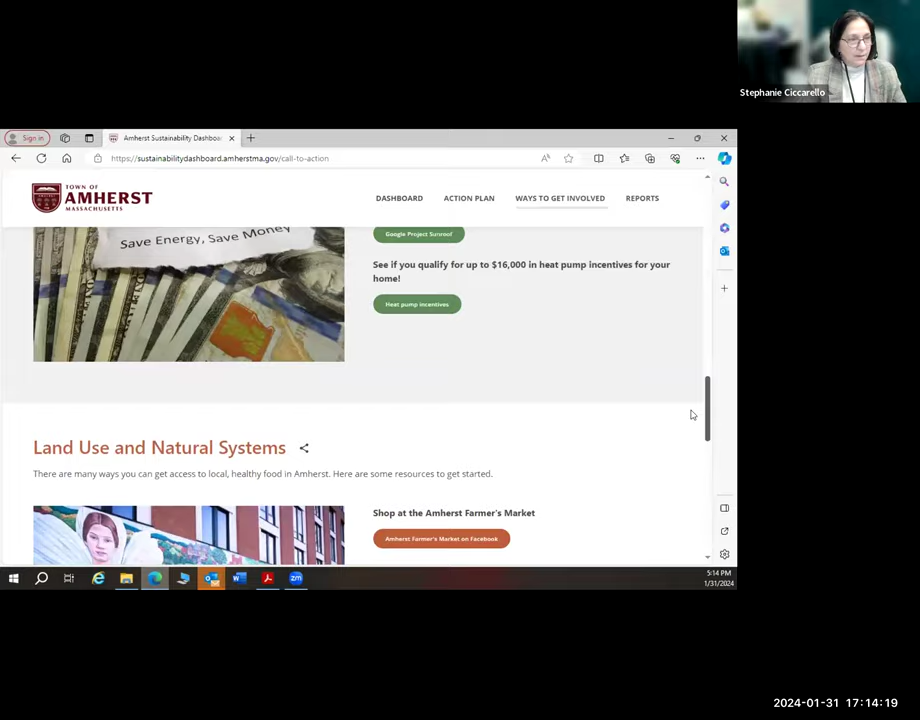 Stephanie Ciccarello
Sign in
Amherst Sustainability Dashboa
https://sustainabilitydashboard.amherstma.gov/call-to-action
TOWN OF
AMHERST
MASSACHUSETTS
DASHBOARD
ACTION PLAN
WAYS TO GET INVOLVED
REPORTS
Save Energy, Save Money
Google Project Sunroof
See if you qualify for up to $16,000 in heat pump incentives for your
home!
Heat pump incentives
Land Use and Natural Systems
There are many ways you can get access to local, healthy food in Amherst. Here are some resources to get started.
Shop at the Amherst Farmer's Market
Amherst Farmer's Market on Facebook
5:14 PM
1/31/2024
2024-01-31 17:14:19